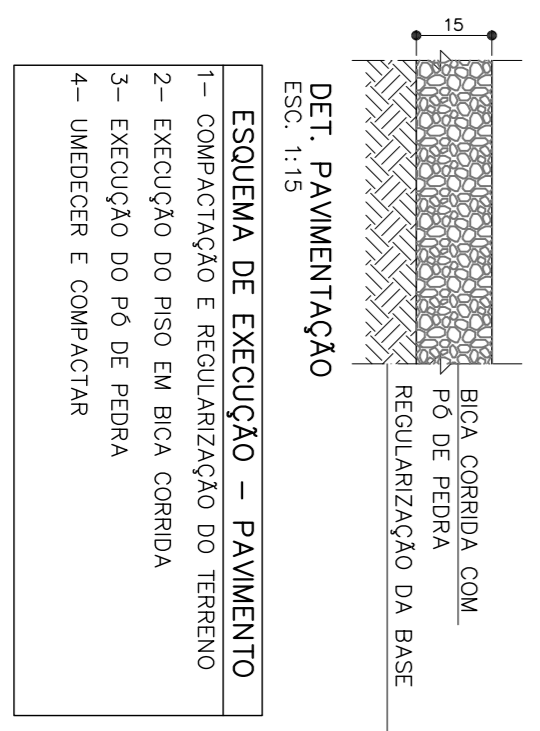 15
BICA CORRIDA COM
PÓ DE PEDRA
REGULARIZAÇÃO DA BASE
DET. PAVIMENTAÇÃO
ESC. 1:15
ESQUEMA DE EXECUÇÃO – PAVIMENTO
1– COMPACTAÇÃO E REGULARIZAÇÃO DO TERRENO
2– EXECUÇÃO DO PISO EM BICA CORRIDA
3– EXECUÇÃO DO PÓ DE PEDRA
4– UMEDECER E COMPACTAR